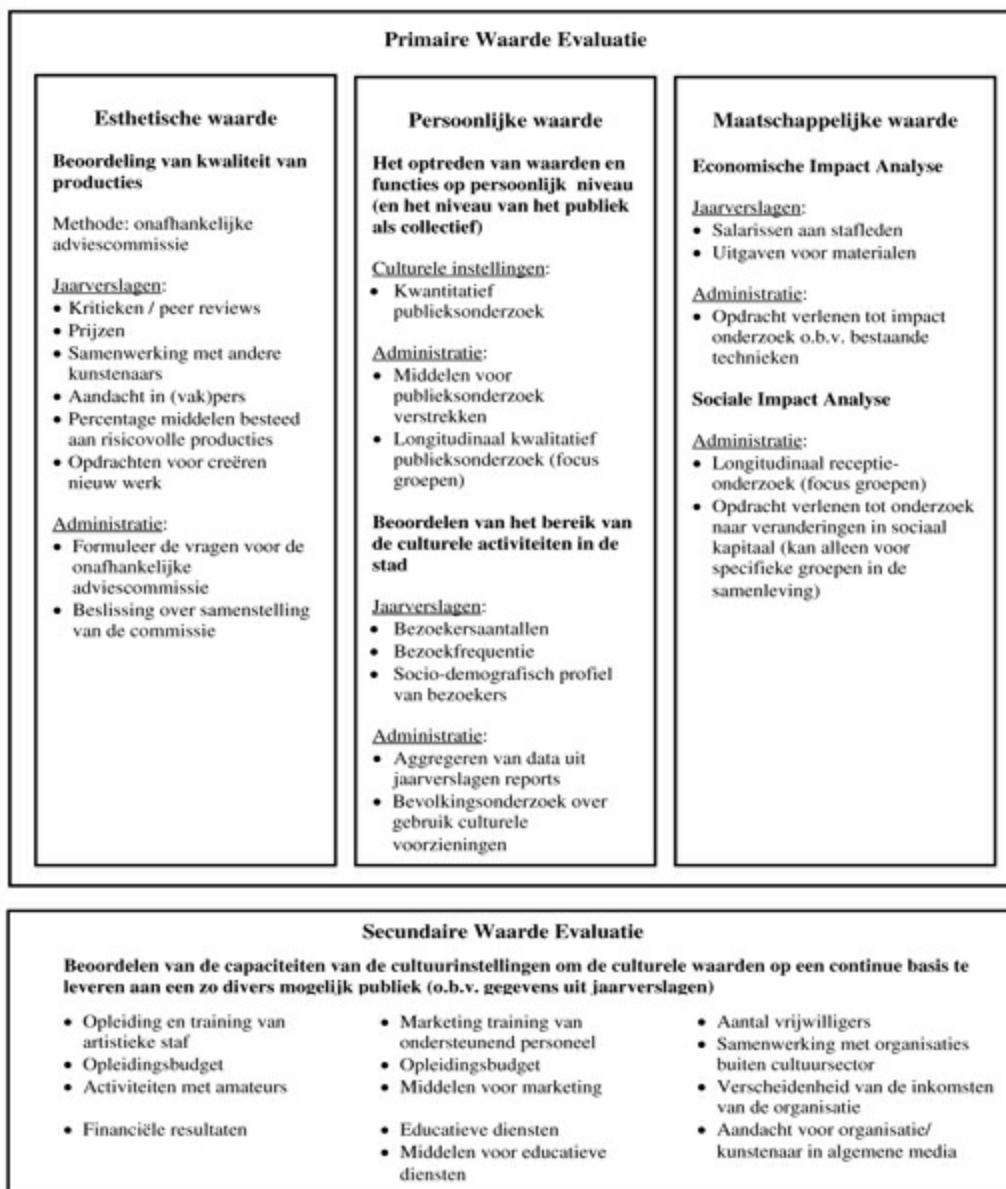 Primaire Waarde Evaluatie
Esthetische waarde
Beoordeling van kwaliteit van
producties
Methode: onafhankelijke
adviescommissie
Jaarverslagen:
• Kritieken / peer reviews
• Prijzen
• Samenwerking met andere
kunstenaars
• Aandacht in (vak)pers
• Percentage middelen besteed
aan risicovolle producties
• Opdrachten voor creëren
nieuw werk
Administratie:
• Formuleer de vragen voor de
onafhankelijke
adviescommissie
• Beslissing over samenstelling
van de commissie
Persoonlijke waarde
Het optreden van waarden en
functies op persoonlijk niveau
(en het niveau van het publiek
als collectief)
Culturele instellingen:
• Kwantitatief
publieksonderzoek
Administratie:
• Middelen voor
publieksonderzoek
verstrekken
• Longitudinaal kwalitatief
publieksonderzoek (focus
groepen)
Beoordelen van het bereik van
de culturele activiteiten in de
stad
Jaarverslagen:
• Bezoekersaantallen
• Bezoekfrequentie
• Socio-demografisch profiel
van bezoekers
Administratie:
• Aggregeren van data uit
jaarverslagen reports
• Bevolkingsonderzoek over
gebruik culturele
voorzieningen
Maatschappelijke waarde
Economische Impact Analyse
Jaarverslagen:
• Salarissen aan stafleden
• Uitgaven voor materialen
Administratie:
• Opdracht verlenen tot impact
onderzoek o.b.v. bestaande
technieken
Sociale Impact Analyse
Administratie:
• Longitudinaal receptie-
onderzoek (focus groepen)
• Opdracht verlenen tot onderzoek
naar veranderingen in sociaal
kapitaal (kan alleen voor
specifieke groepen in de
samenleving)
Secundaire Waarde Evaluatie
Beoordelen van de capaciteiten van de cultuurinstellingen om de culturele waarden op een continue basis te
leveren aan een zo divers mogelijk publiek (o.b.v. gegevens uit jaarverslagen)
• Opleiding en training van
artistieke staf
• Opleidingsbudget
• Activiteiten met amateurs
• Financiële resultaten
• Marketing training van
ondersteunend personeel
• Opleidingsbudget
• Middelen voor marketing
• Educatieve diensten
• Middelen voor educatieve
diensten
• Aantal vrijwilligers
• Samenwerking met organisaties
buiten cultuursector
• Verscheidenheid van de inkomsten
van de organisatie
• Aandacht voor organisatie/
kunstenaar in algemene media